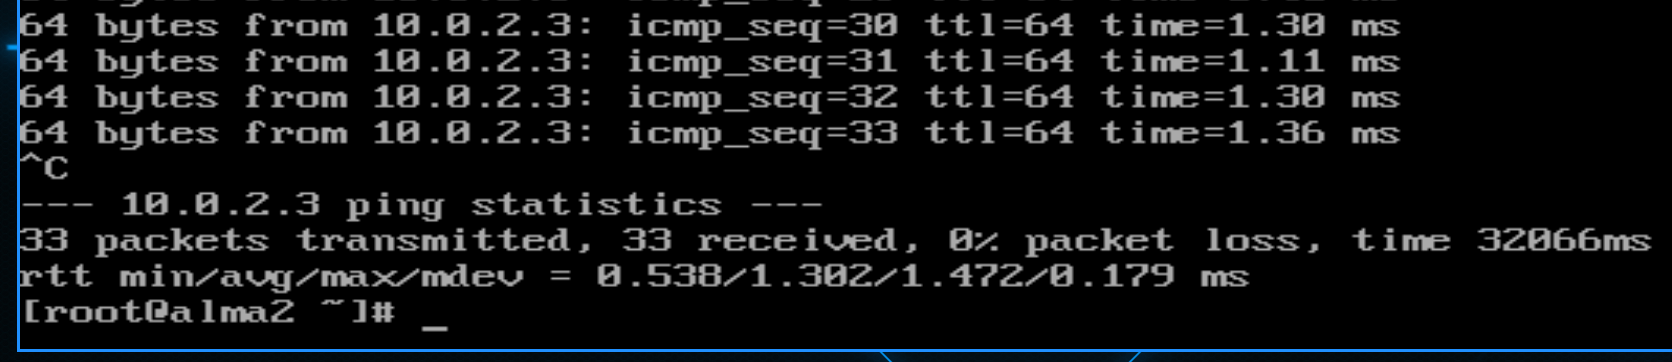 64 bytes from 10.0.2.3: icmp_seq=30 ttl=64 time=1.30 ms
64 bytes from 10.0.2.3: icmp_seq=31 ttl=64 time=1.11 ms
64 bytes from 10.0.2.3: icmp_seq=32 ttl=64 time=1.30 ms
64 bytes from 10.0.2.3: icmp_seq=33 ttl=64 time=1.36 ms
^C
--- 10.0.2.3 ping statistics ---
33 packets transmitted, 33 received, 0% packet loss, time 32066ms
rtt min/avg/max/mdev = 0.538/1.302/1.472/0.179 ms
[root@alma2 ~]# _